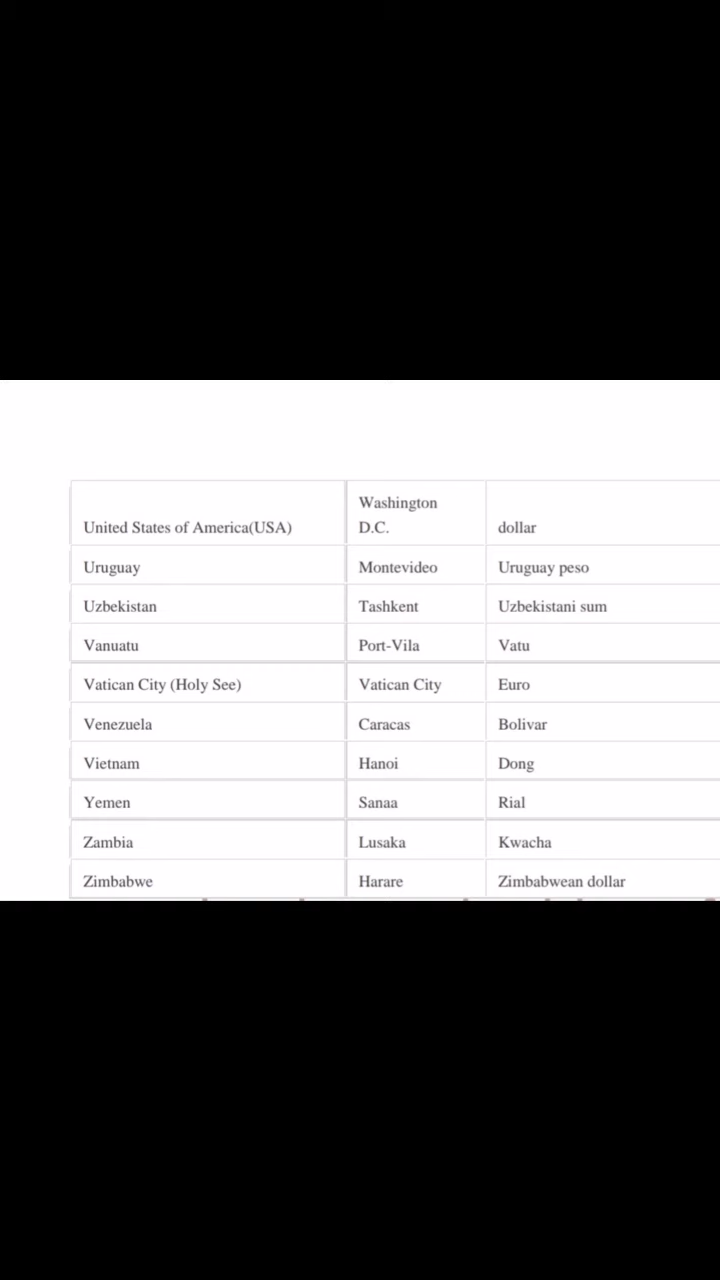 Washington
United States of America(USA) D.C. dollar
Uruguay Montevideo Uruguay peso
Uzbekistan Tashkent Uzbekistani sum
Vanuatu Port-Vila Vatu
Vatican City (Holy See) Vatican City Euro
Venezuela Caracas Bolivar
Vietnam Hanoi Dong
Yemen Sanaa Rial
Zambia Lusaka Kwacha
Zimbabwe Harare Zimbabwean dollar